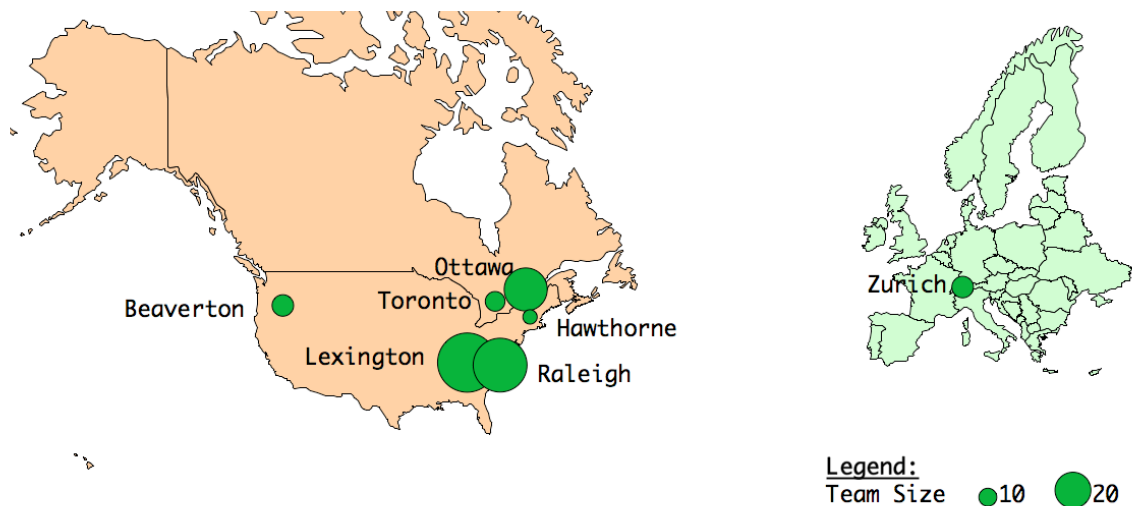 Ottawa
Beaverton
Toronto
Hawthorne
Lexington
Raleigh
Zurich
Legend:
Team Size 10 20